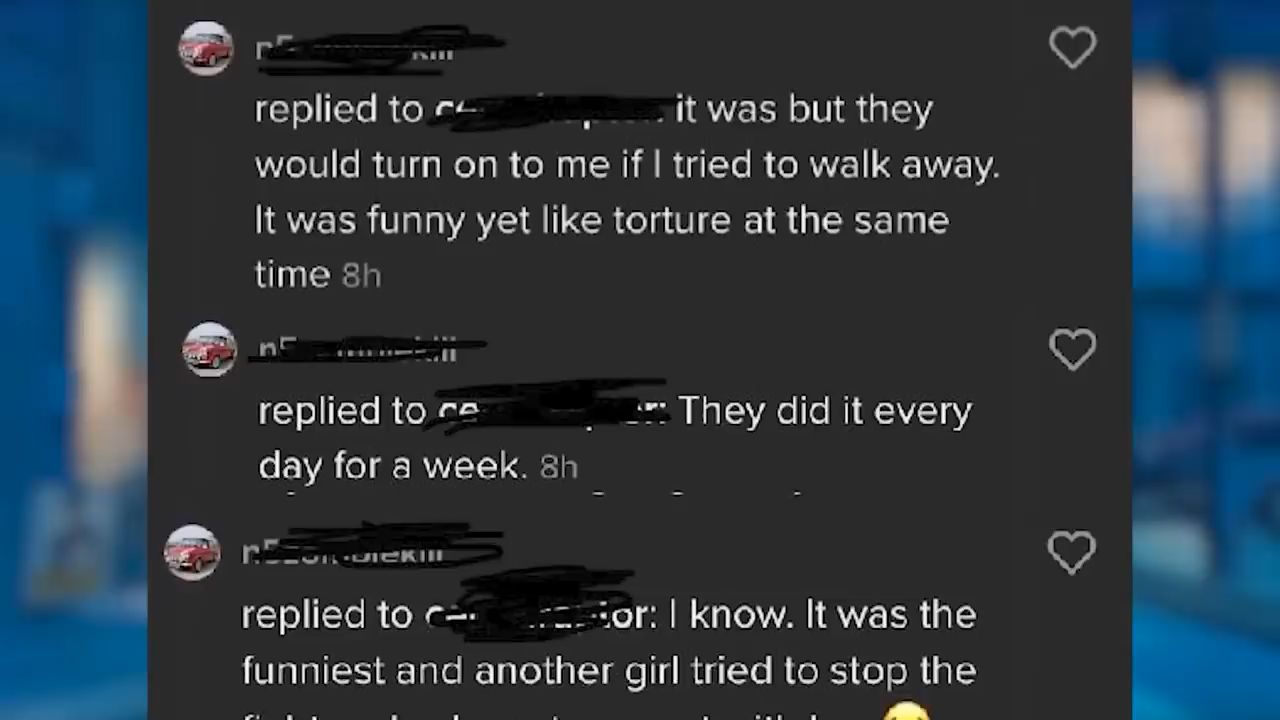 replied to it was but they
would turn on to me if I tried to walk away.
It was funny yet like torture at the same
time 8h
replied to They did it every
day for a week. 8h
replied to I know. It was the
funniest and another girl tried to stop the